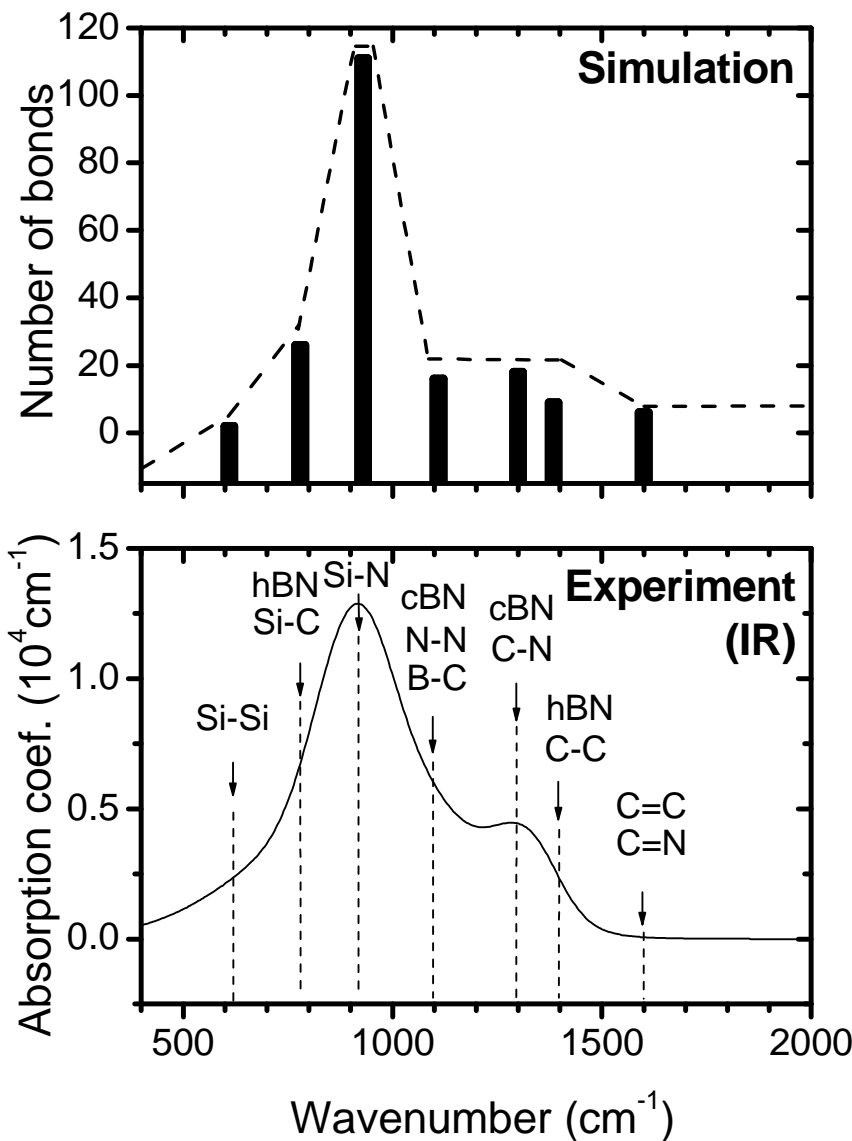 Simulation
Number of bonds
120
100
80
60
40
20
0
Experiment
(IR)
Absorption coef. (10⁴cm⁻¹)
1.5
1.0
0.5
0.0
Si-Si
hBN
Si-C
Si-N
cBN
N-N
B-C
cBN
C-N
hBN
C-C
C=C
C=N
500
1000
1500
2000
Wavenumber (cm⁻¹)